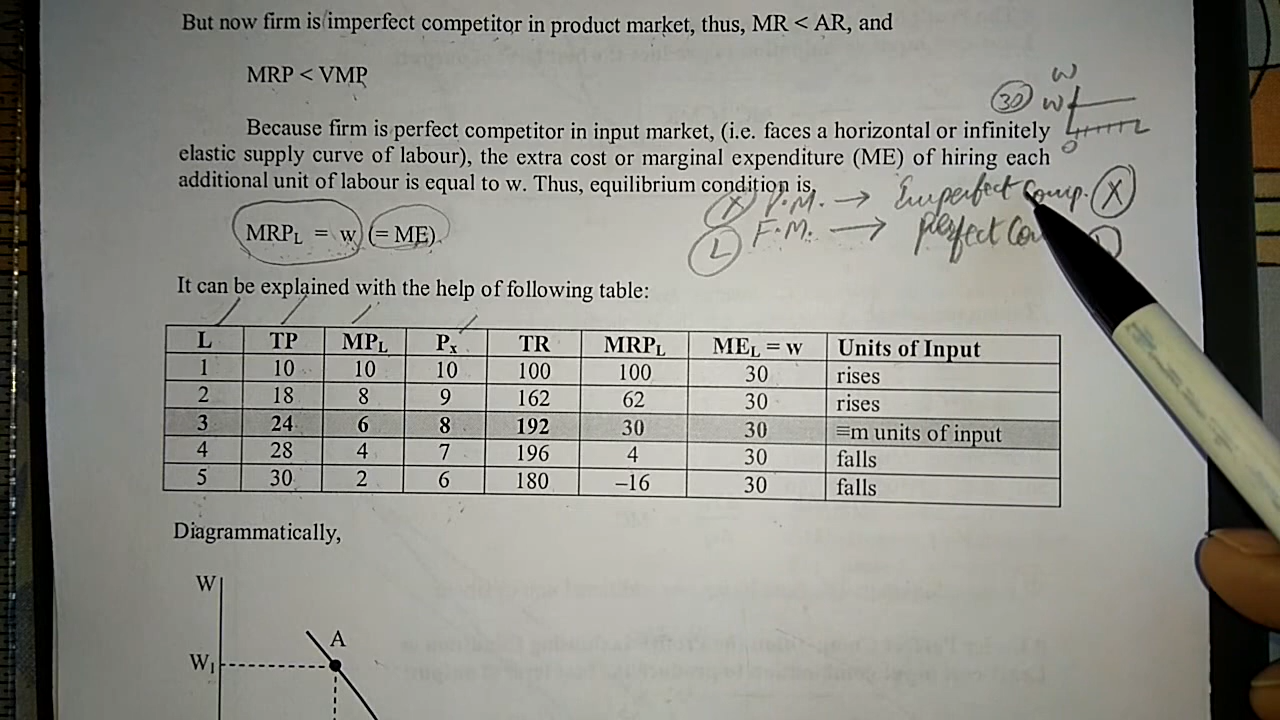 But now firm is imperfect competitor in product market, thus, MR < AR, and
MRP < VMP
W
30 W
Because firm is perfect competitor in input market, (i.e. faces a horizontal or infinitely
elastic supply curve of labour), the extra cost or marginal expenditure (ME) of hiring each
0
additional unit of labour is equal to w. Thus, equilibrium condition is,
X P.M. → Imperfect Comp. X
MRPL = w (= ME)
L F.M. → perfect Co
It can be explained with the help of following table:
L TP MPL Px TR MRPL MEL = w Units of Input
1 10 10 10 100 100 30 rises
2 18 8 9 162 62 30 rises
3 24 6 8 192 30 30 ≡m units of input
4 28 4 7 196 4 30 falls
5 30 2 6 180 –16 30 falls
Diagrammatically,
W
A
W1